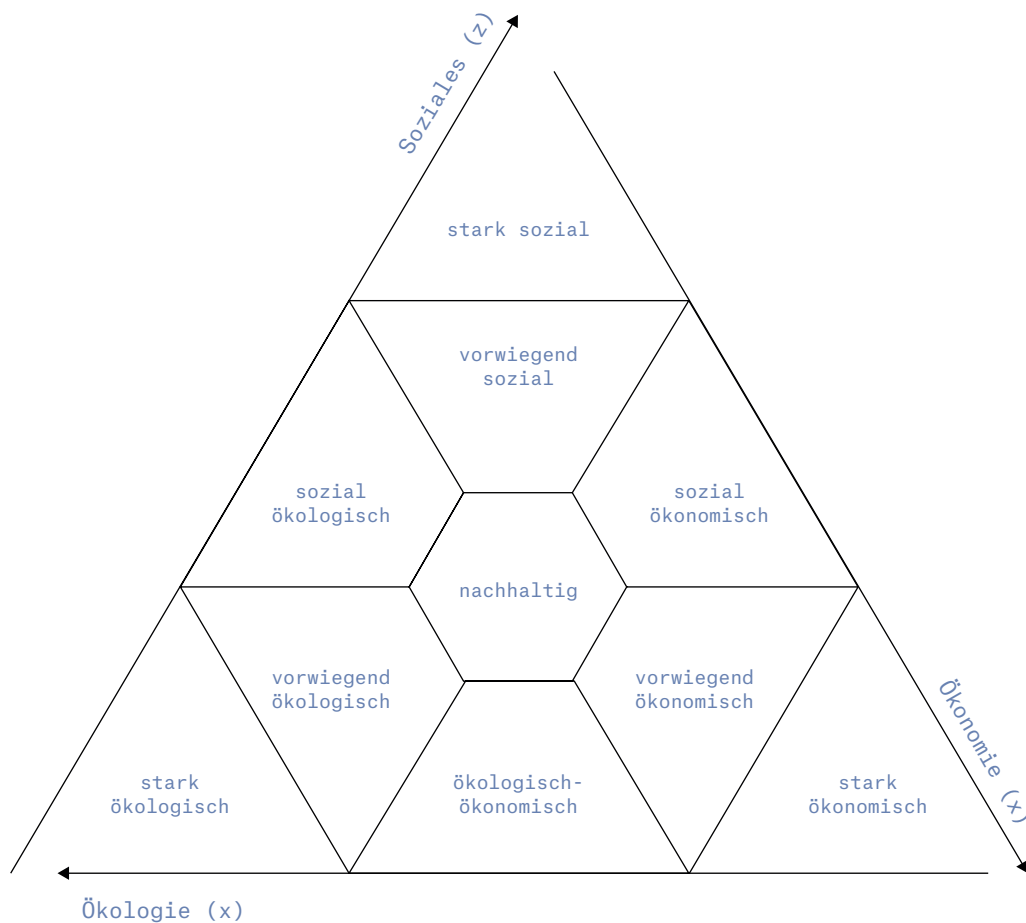 Soziales (z)
stark sozial
vorwiegend
sozial
sozial
ökologisch
sozial
ökonomisch
nachhaltig
vorwiegend
ökologisch
vorwiegend
ökonomisch
Ökonomie (x)
stark
ökologisch
ökologisch-
ökonomisch
stark
ökonomisch
Ökologie (x)